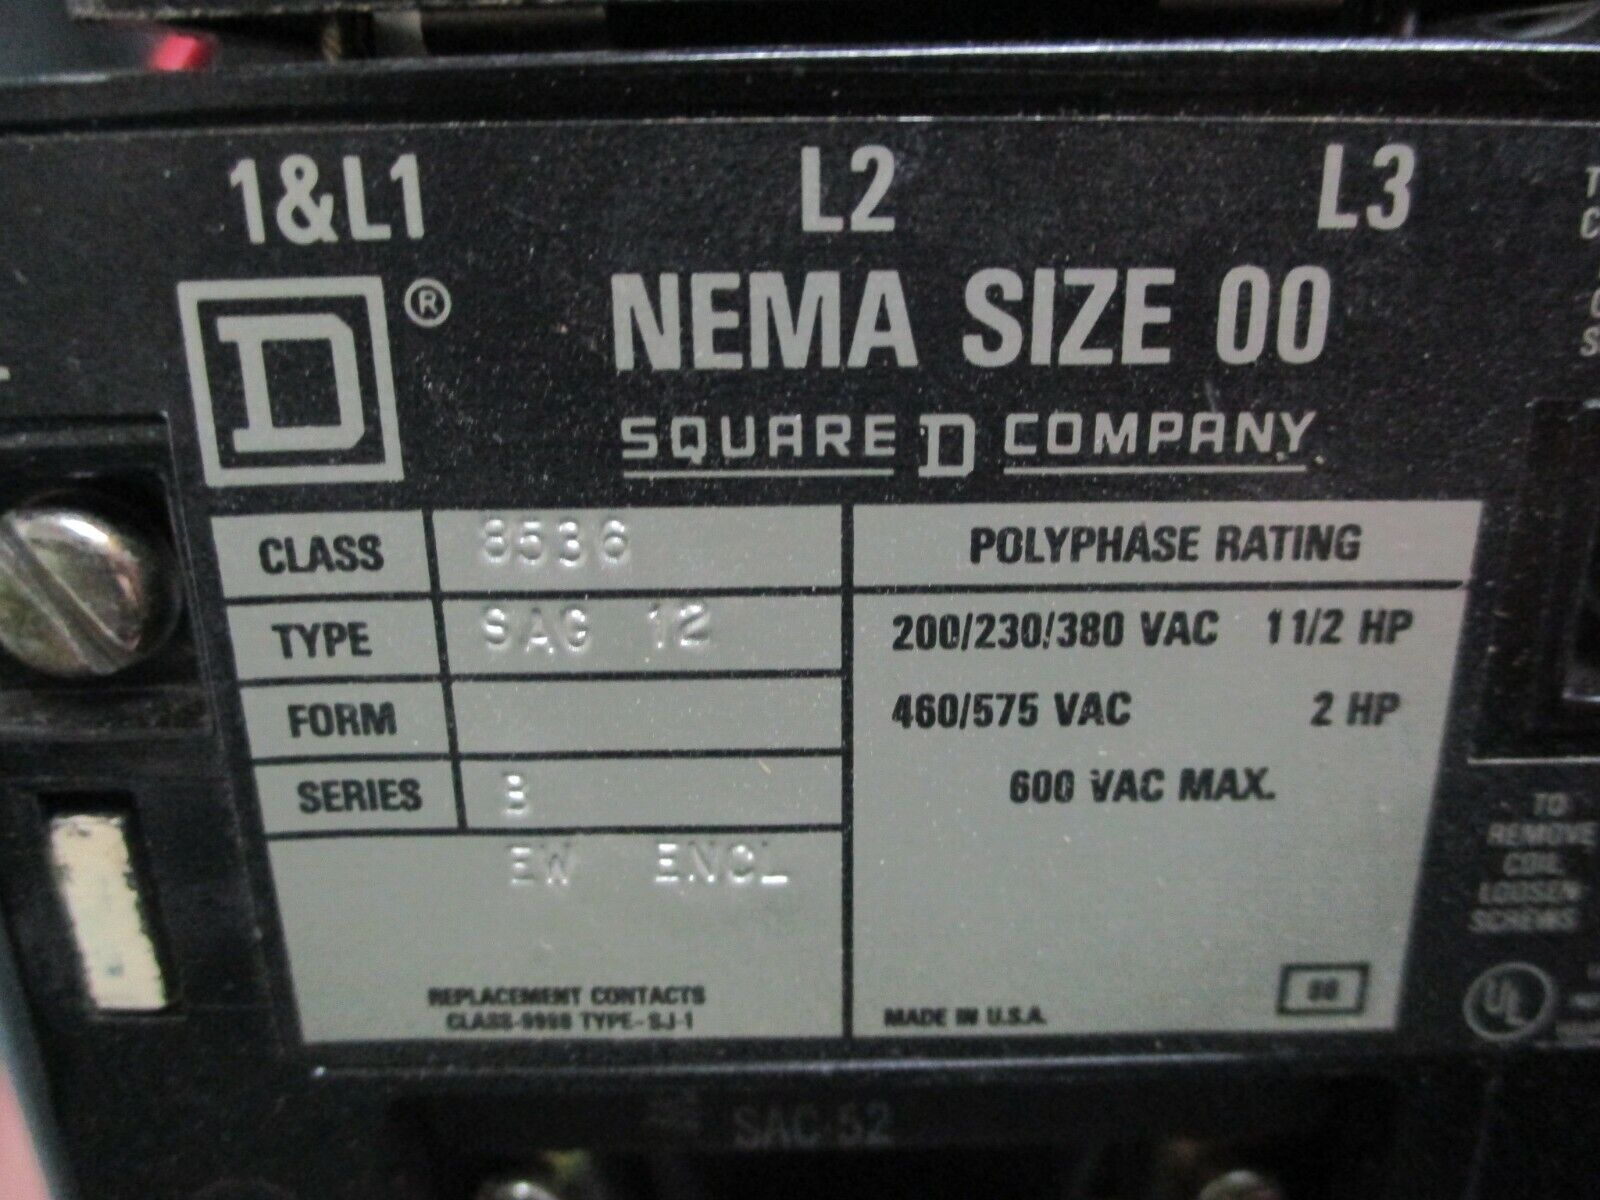 1&L1 L2 L3
D ® NEMA SIZE 00
SQUARE D COMPANY
CLASS 8536
TYPE SAG 12
FORM
SERIES B
EW ENCL
REPLACEMENT CONTACTS
CLASS-9998 TYPE-SJ-1
POLYPHASE RATING
200/230/380 VAC 1 1/2 HP
460/575 VAC 2 HP
600 VAC MAX.
MADE IN U.S.A.
TO
REMOVE
COIL
LOOSEN
SCREWS
UL
SAC-52